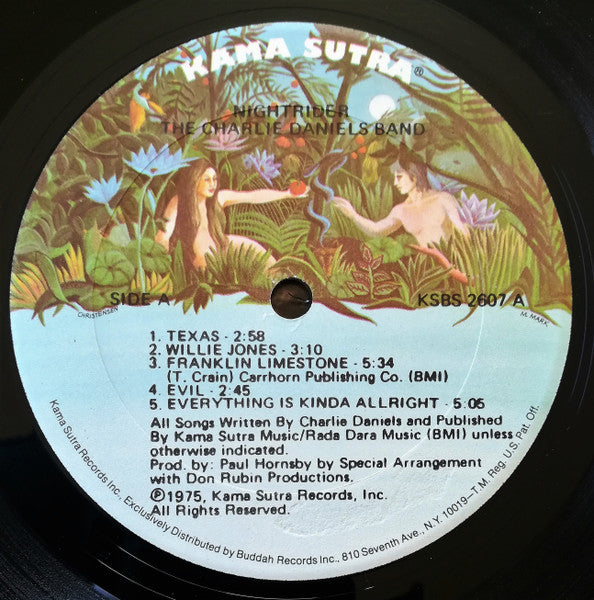 KAMA SUTRA®
NIGHTRIDER
THE CHARLIE DANIELS BAND
SIDE A
KSBS 2607 A
CHRISTENSEN
M. MARK
1. TEXAS - 2:58
2. WILLIE JONES - 3:10
3. FRANKLIN LIMESTONE - 5:34
(T. Crain) Carrhorn Publishing Co. (BMI)
4. EVIL - 2:45
5. EVERYTHING IS KINDA ALLRIGHT - 5:05
All Songs Written By Charlie Daniels and Published
By Kama Sutra Music/Rada Dara Music (BMI) unless
otherwise indicated.
Prod. by: Paul Hornsby by Special Arrangement
with Don Rubin Productions.
℗1975, Kama Sutra Records, Inc.
All Rights Reserved.
Kama Sutra Records Inc., Exclusively Distributed by Buddah Records Inc., 810 Seventh Ave., N.Y. 10019–T.M. Reg. U.S. Pat. Off.